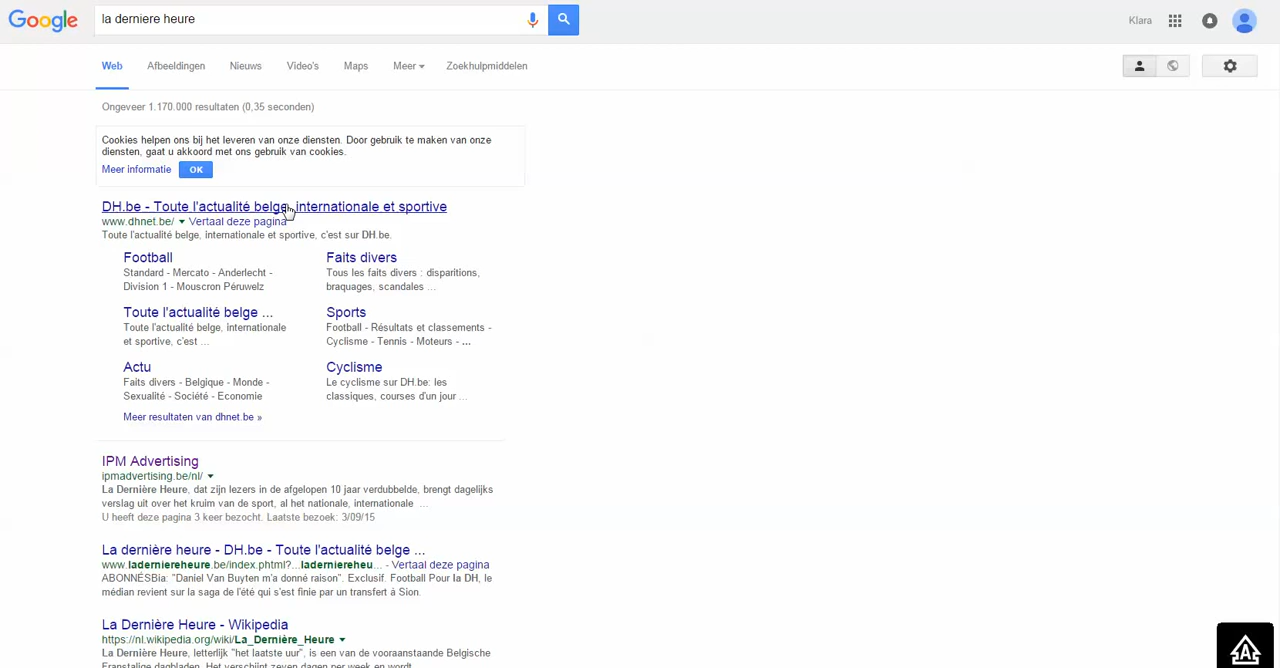 Google la derniere heure Klara
Web Afbeeldingen Nieuws Video's Maps Meer Zoekhulpmiddelen
Ongeveer 1.170.000 resultaten (0,35 seconden)
Cookies helpen ons bij het leveren van onze diensten. Door gebruik te maken van onze
diensten, gaat u akkoord met ons gebruik van cookies.
Meer informatie OK
DH.be - Toute l'actualité belge, internationale et sportive
www.dhnet.be/ Vertaal deze pagina
Toute l'actualité belge, internationale et sportive, c'est sur DH.be.
Football
Standard - Mercato - Anderlecht -
Division 1 - Mouscron Péruwelz
Faits divers
Tous les faits divers : disparitions,
braquages, scandales ...
Toute l'actualité belge ...
Toute l'actualité belge, internationale
et sportive, c'est ...
Sports
Football - Résultats et classements -
Cyclisme - Tennis - Moteurs - ...
Actu
Faits divers - Belgique - Monde -
Sexualité - Société - Economie
Cyclisme
Le cyclisme sur DH.be: les
classiques, courses d'un jour ...
Meer resultaten van dhnet.be »
IPM Advertising
ipmadvertising.be/nl/
La Dernière Heure, dat zijn lezers in de afgelopen 10 jaar verdubbelde, brengt dagelijks
verslag uit over het kruim van de sport, al het nationale, internationale ...
U heeft deze pagina 3 keer bezocht. Laatste bezoek: 3/09/15
La dernière heure - DH.be - Toute l'actualité belge ...
www.laderniereheure.be/index.phtml?...laderniereheu... - Vertaal deze pagina
ABONNÉSBia: "Daniel Van Buyten m'a donné raison". Exclusif. Football Pour la DH, le
médian revient sur la saga de l'été qui s'est finie par un transfert à Sion.
La Dernière Heure - Wikipedia
https://nl.wikipedia.org/wiki/La_Dernière_Heure
La Dernière Heure, letterlijk "het laatste uur", is een van de vooraanstaande Belgische
Franstalige dagbladen. Het verschijnt zeven dagen per week en wordt